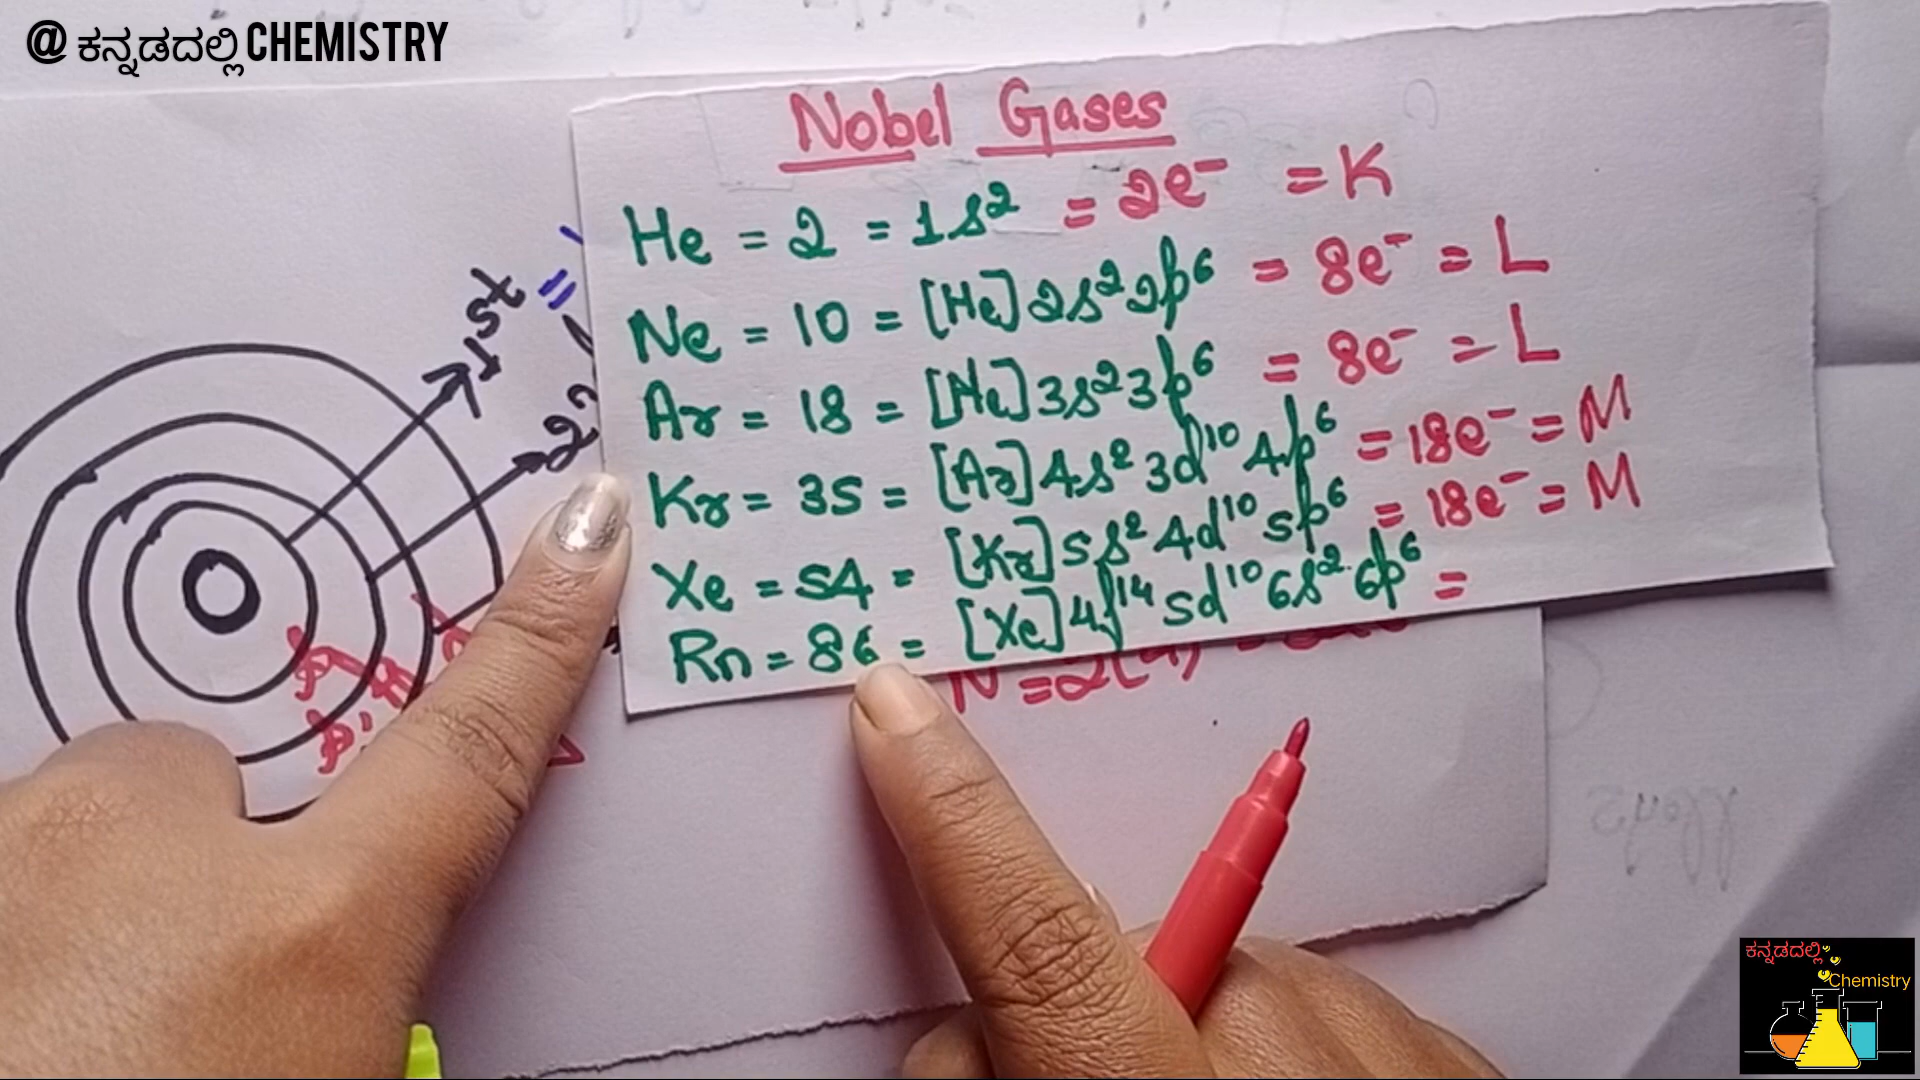 @ ಕನ್ನಡದಲ್ಲಿ CHEMISTRY
Nobel Gases
He = 2 = 1s² = 2e⁻ = K
Ne = 10 = [He] 2s² 2p⁶ = 8e⁻ = L
Ar = 18 = [Ne] 3s² 3p⁶ = 8e⁻ = L
Kr = 35 = [Ar] 4s² 3d¹⁰ 4p⁶ = 18e⁻ = M
Xe = 54 = [Kr] 5s² 4d¹⁰ 5p⁶ = 18e⁻ = M
Rn = 86 = [Xe] 4f¹⁴ 5d¹⁰ 6s² 6p⁶ =
1st =
ಕನ್ನಡದಲ್ಲಿ
Chemistry